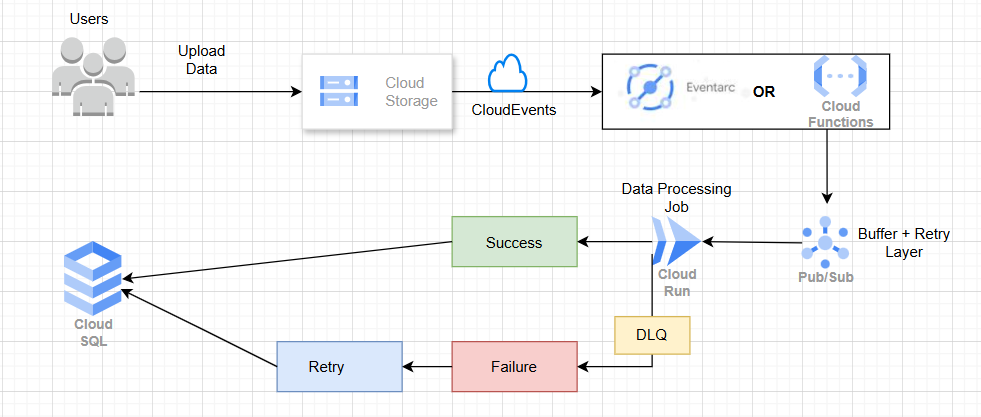 Users
Upload
Data
Cloud
Storage
CloudEvents
Eventarc
OR
Cloud
Functions
Data Processing
Job
Buffer + Retry
Layer
Pub/Sub
Cloud
Run
Success
Cloud
SQL
DLQ
Retry
Failure